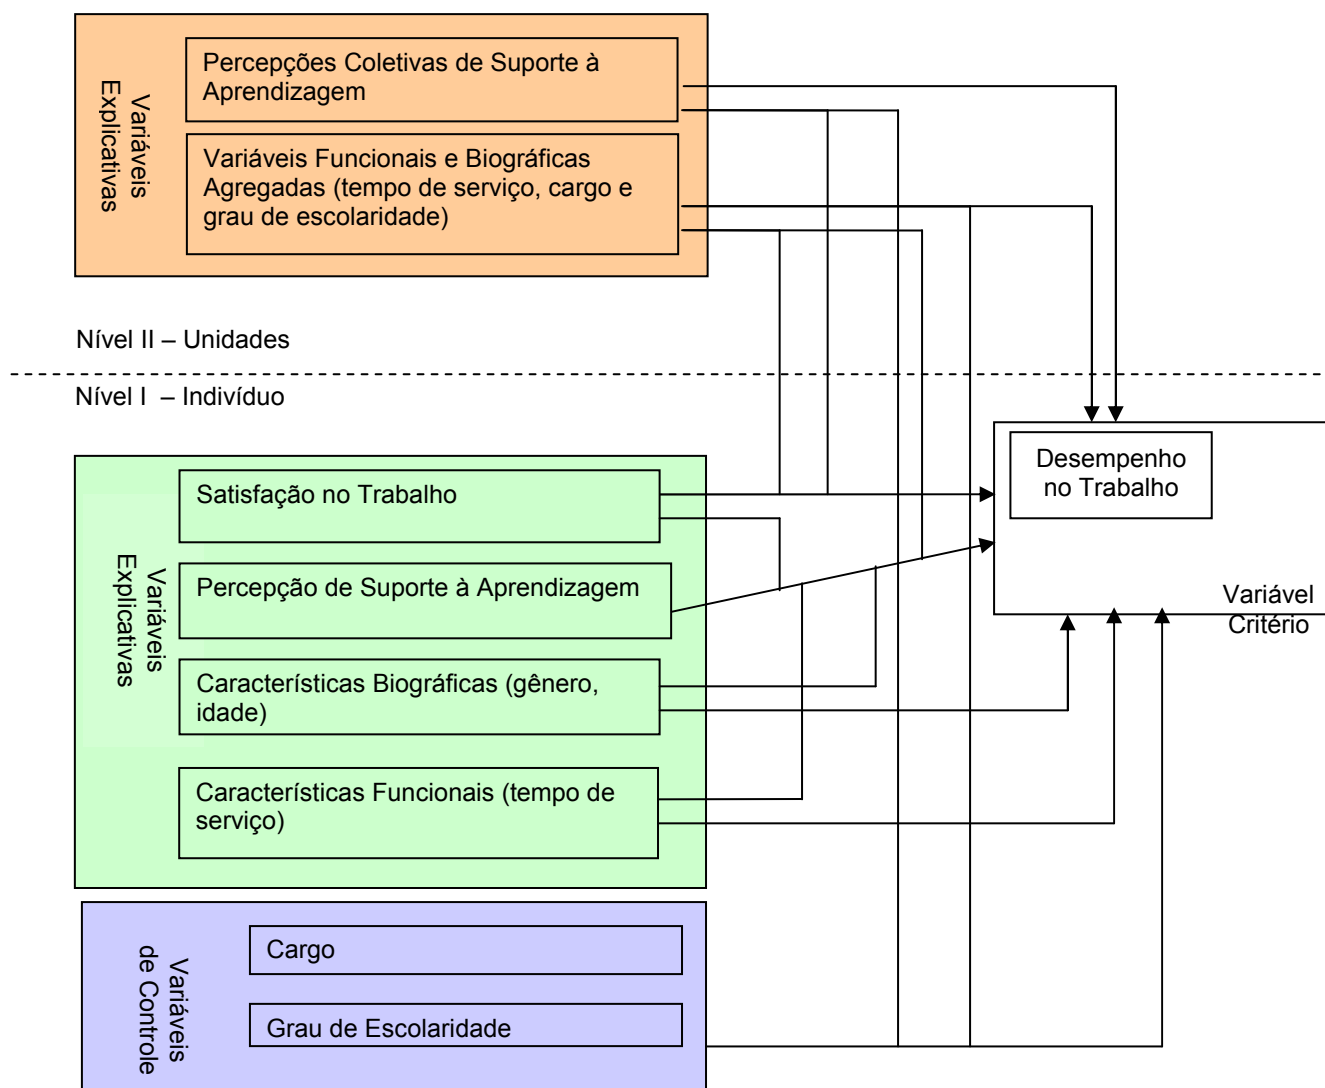 Variáveis
Explicativas
Percepções Coletivas de Suporte à
Aprendizagem
Variáveis Funcionais e Biográficas
Agregadas (tempo de serviço, cargo e
grau de escolaridade)
Nível II – Unidades
Nível I – Indivíduo
Variáveis
Explicativas
Satisfação no Trabalho
Percepção de Suporte à Aprendizagem
Características Biográficas (gênero,
idade)
Características Funcionais (tempo de
serviço)
Desempenho
no Trabalho
Variável
Critério
Variáveis
de Controle
Cargo
Grau de Escolaridade